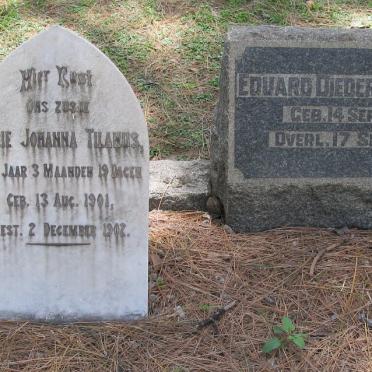 Hier Rust
Ons zusje
IE JOHANNA TILANUS.
JAAR 3 MAANDEN 19 DAGEN
GEB. 13 AUG. 1901,
EST. 2 DECEMBER 1902.
EDUARD DIEDER
GEB. 14 SE
OVERL. 17 S